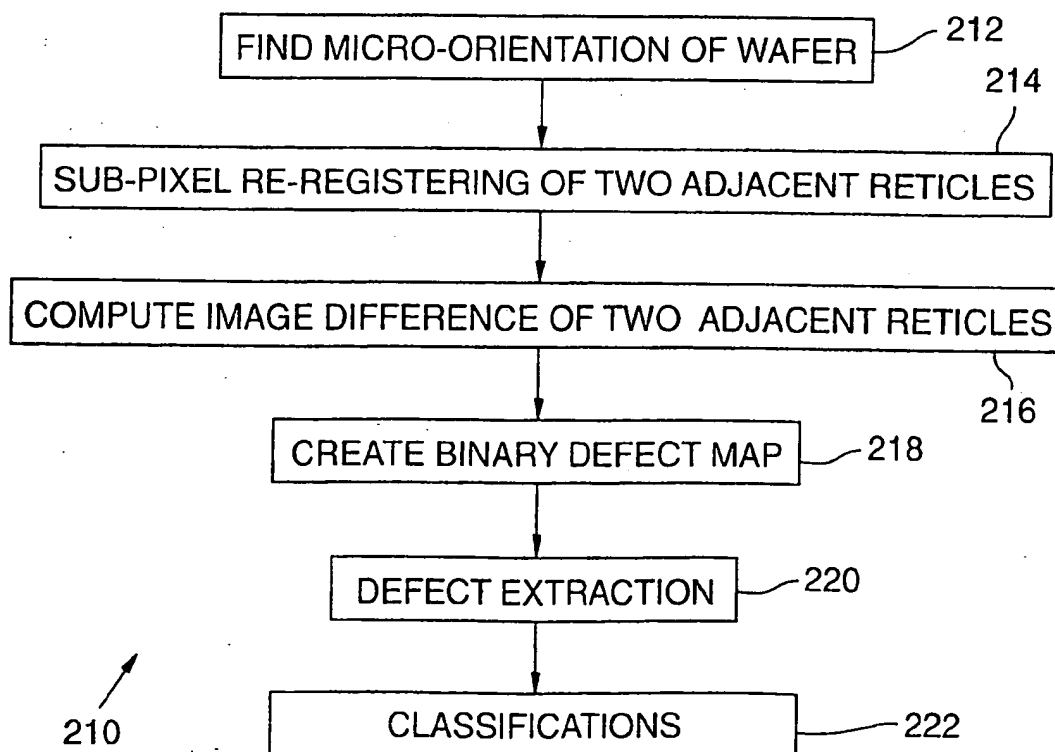 FIND MICRO-ORIENTATION OF WAFER
212
214
SUB-PIXEL RE-REGISTERING OF TWO ADJACENT RETICLES
COMPUTE IMAGE DIFFERENCE OF TWO ADJACENT RETICLES
216
CREATE BINARY DEFECT MAP
218
DEFECT EXTRACTION
220
210
CLASSIFICATIONS
222